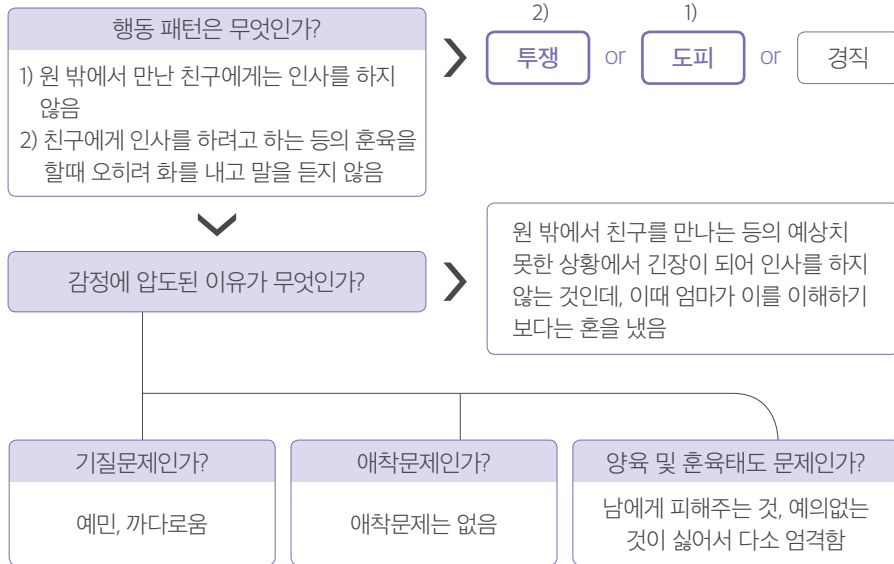 행동 패턴은 무엇인가?
1) 원 밖에서 만난 친구에게는 인사를 하지
않음
2) 친구에게 인사를 하려고 하는 등의 훈육을
할때 오히려 화를 내고 말을 듣지 않음
2)
1)
투쟁 or 도피 or 경직
감정에 압도된 이유가 무엇인가?
원 밖에서 친구를 만나는 등의 예상치
못한 상황에서 긴장이 되어 인사를 하지
않는 것인데, 이때 엄마가 이를 이해하기
보다는 혼을 냈음
기질문제인가?
예민, 까다로움
애착문제인가?
애착문제는 없음
양육 및 훈육태도 문제인가?
남에게 피해주는 것, 예의없는
것이 싫어서 다소 엄격함